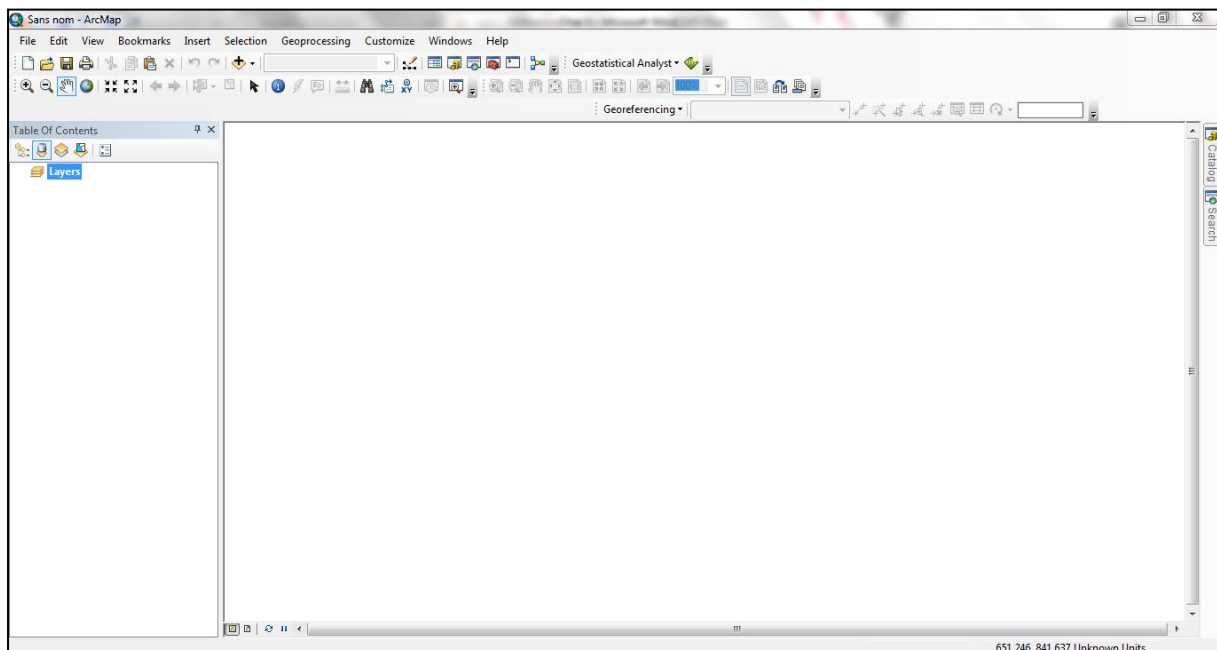 Sans nom - ArcMap
File Edit View Bookmarks Insert Selection Geoprocessing Customize Windows Help
Geostatistical Analyst
100%
Georeferencing
Table Of Contents
Layers
Catalog
Search
651,246 841,637 Unknown Units